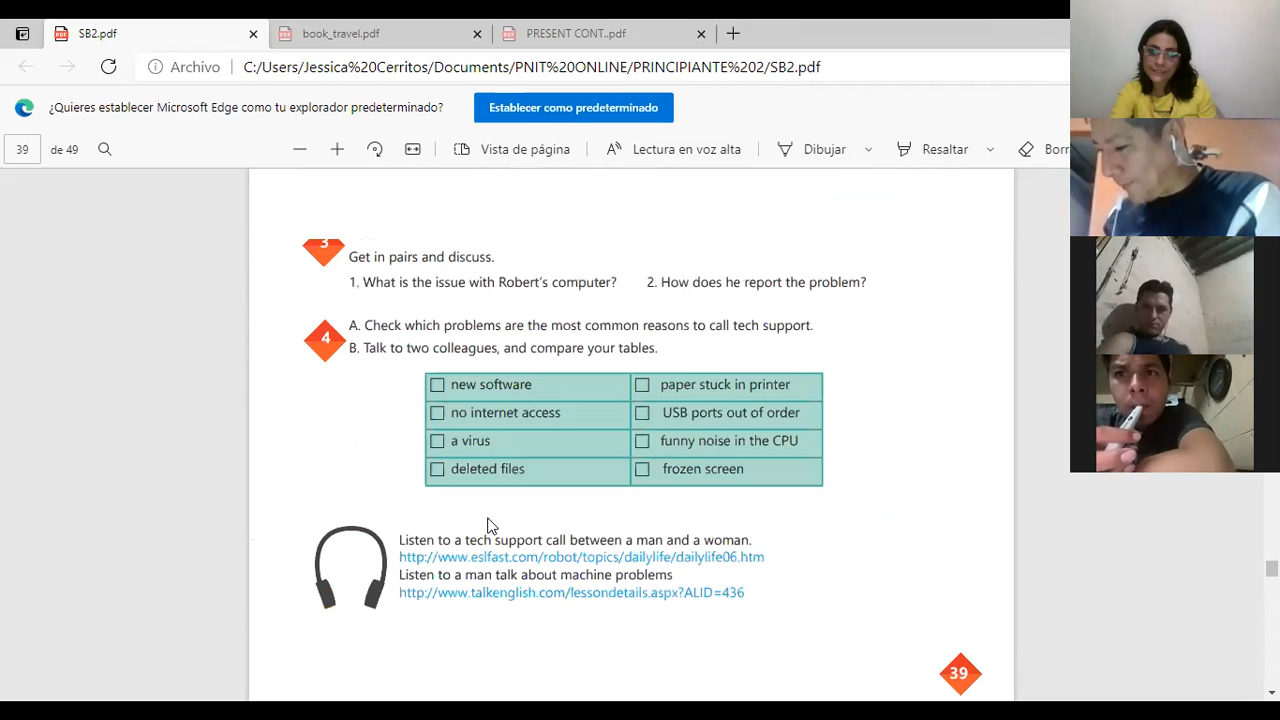 SB2.pdf
book_travel.pdf
PRESENT CONT..pdf
Archivo
C:/Users/Jessica%20Cerritos/Documents/PNIT%20ONLINE/PRINCIPIANTE%202/SB2.pdf
¿Quieres establecer Microsoft Edge como tu explorador predeterminado?
Establecer como predeterminado
39 de 49
Vista de página
Lectura en voz alta
Dibujar
Resaltar
Bor
3
Get in pairs and discuss.
1. What is the issue with Robert's computer? 2. How does he report the problem?
4
A. Check which problems are the most common reasons to call tech support.
B. Talk to two colleagues, and compare your tables.
new software paper stuck in printer
no internet access USB ports out of order
a virus funny noise in the CPU
deleted files frozen screen
Listen to a tech support call between a man and a woman.
http://www.eslfast.com/robot/topics/dailylife/dailylife06.htm
Listen to a man talk about machine problems
http://www.talkenglish.com/lessondetails.aspx?ALID=436
39